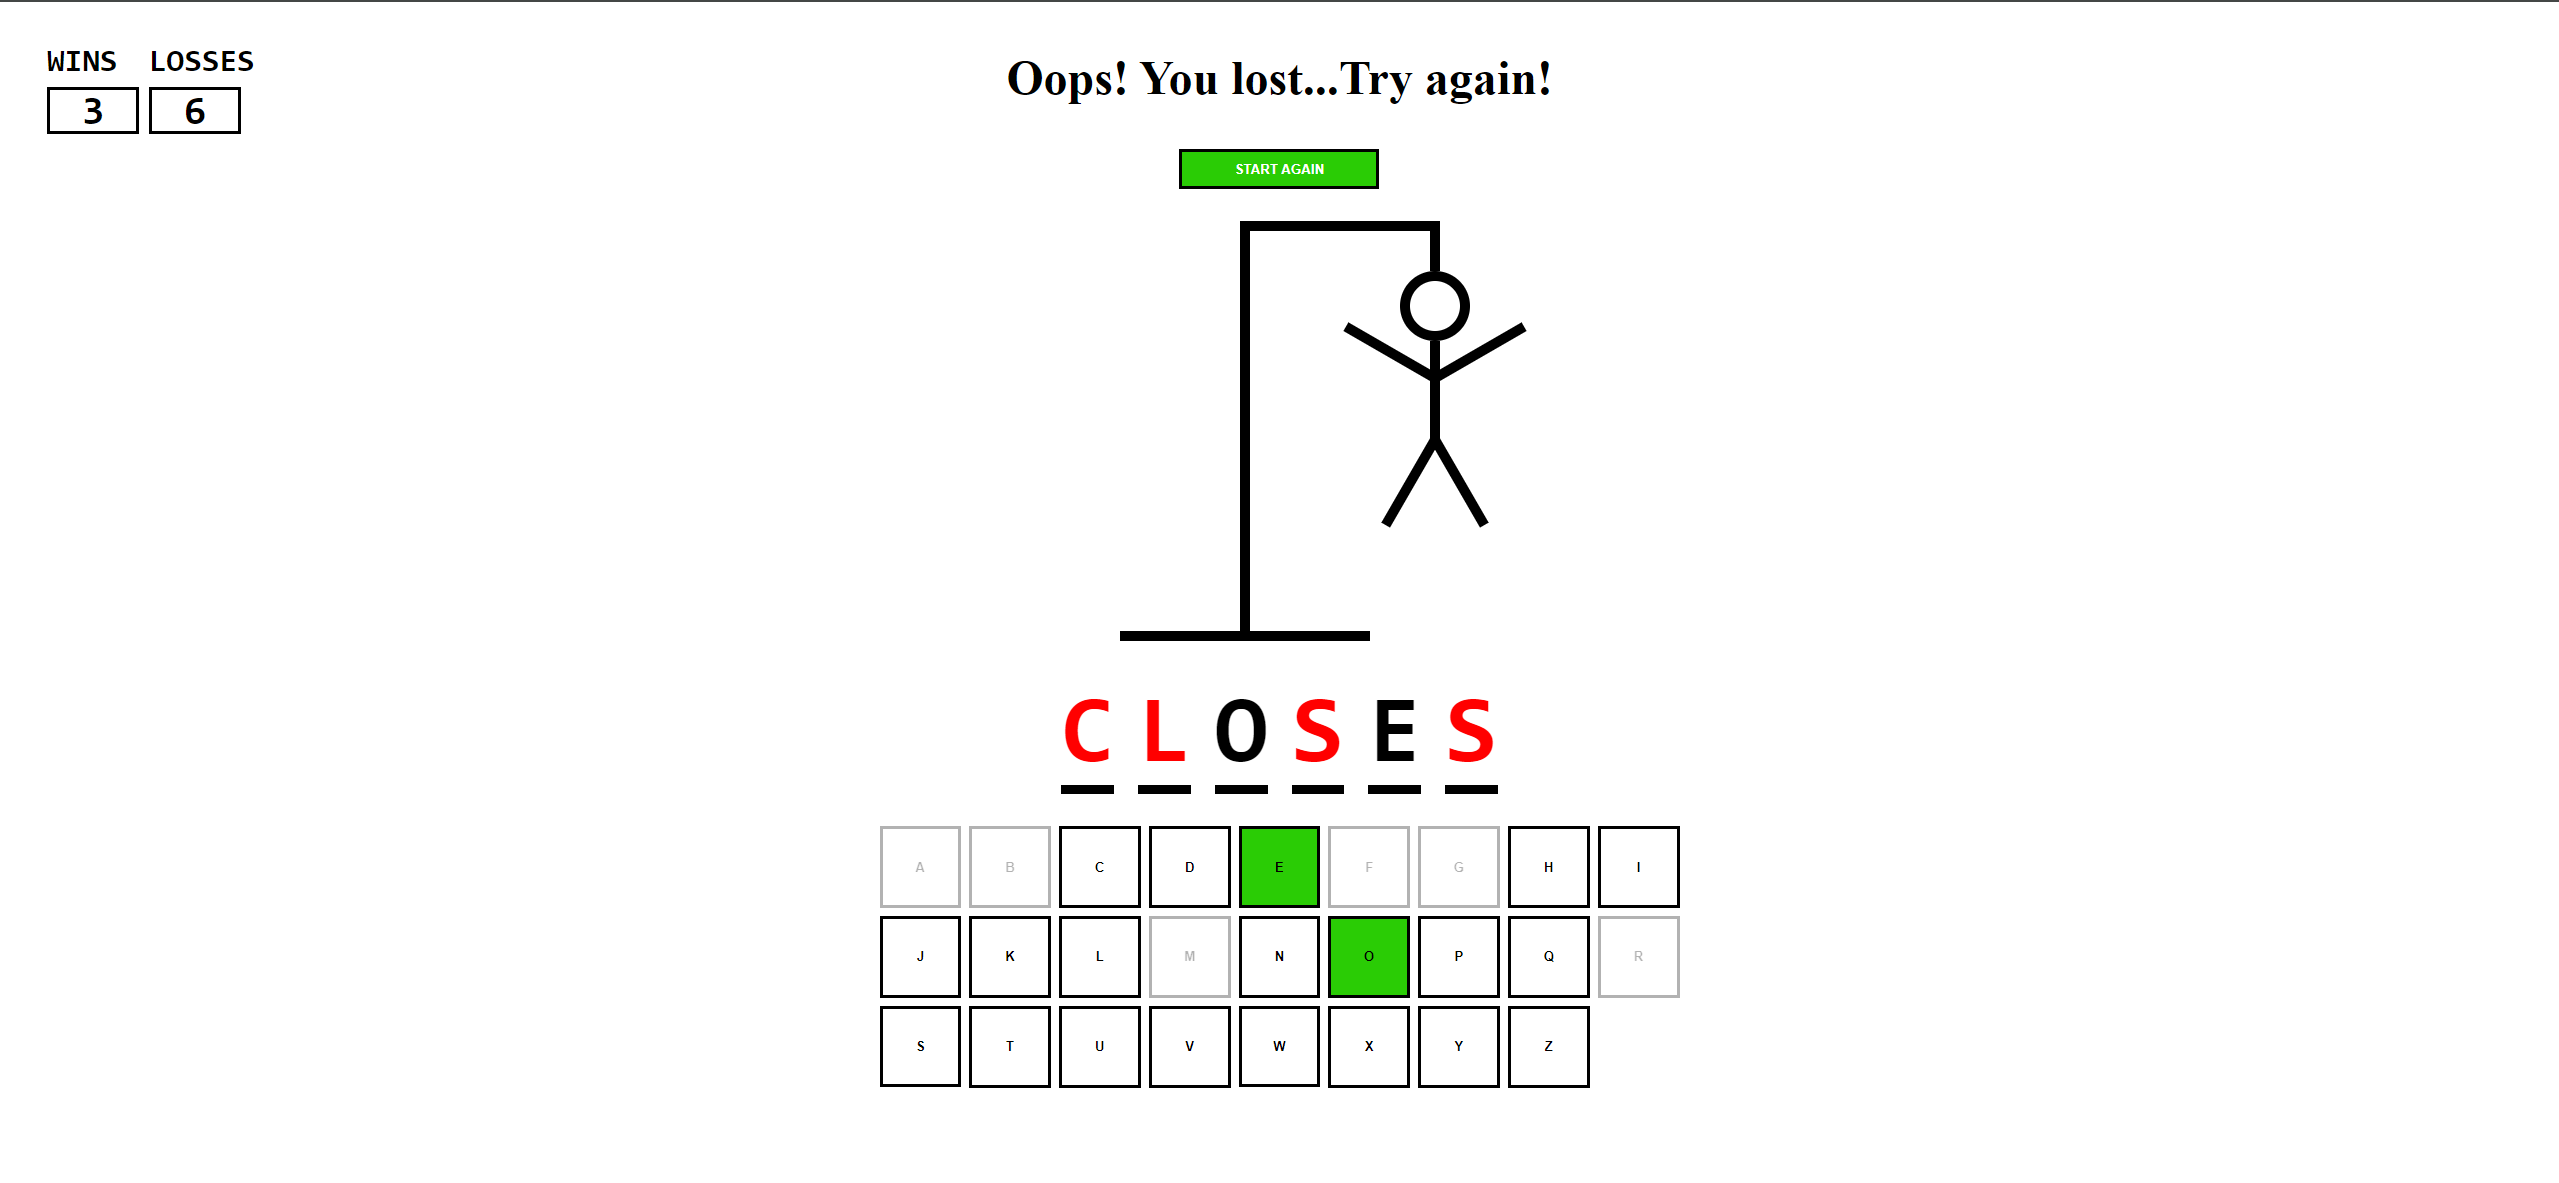 WINS LOSSES
3 6
Oops! You lost...Try again!
START AGAIN
C L O S E S
A B C D E F G H I
J K L M N O P Q R
S T U V W X Y Z